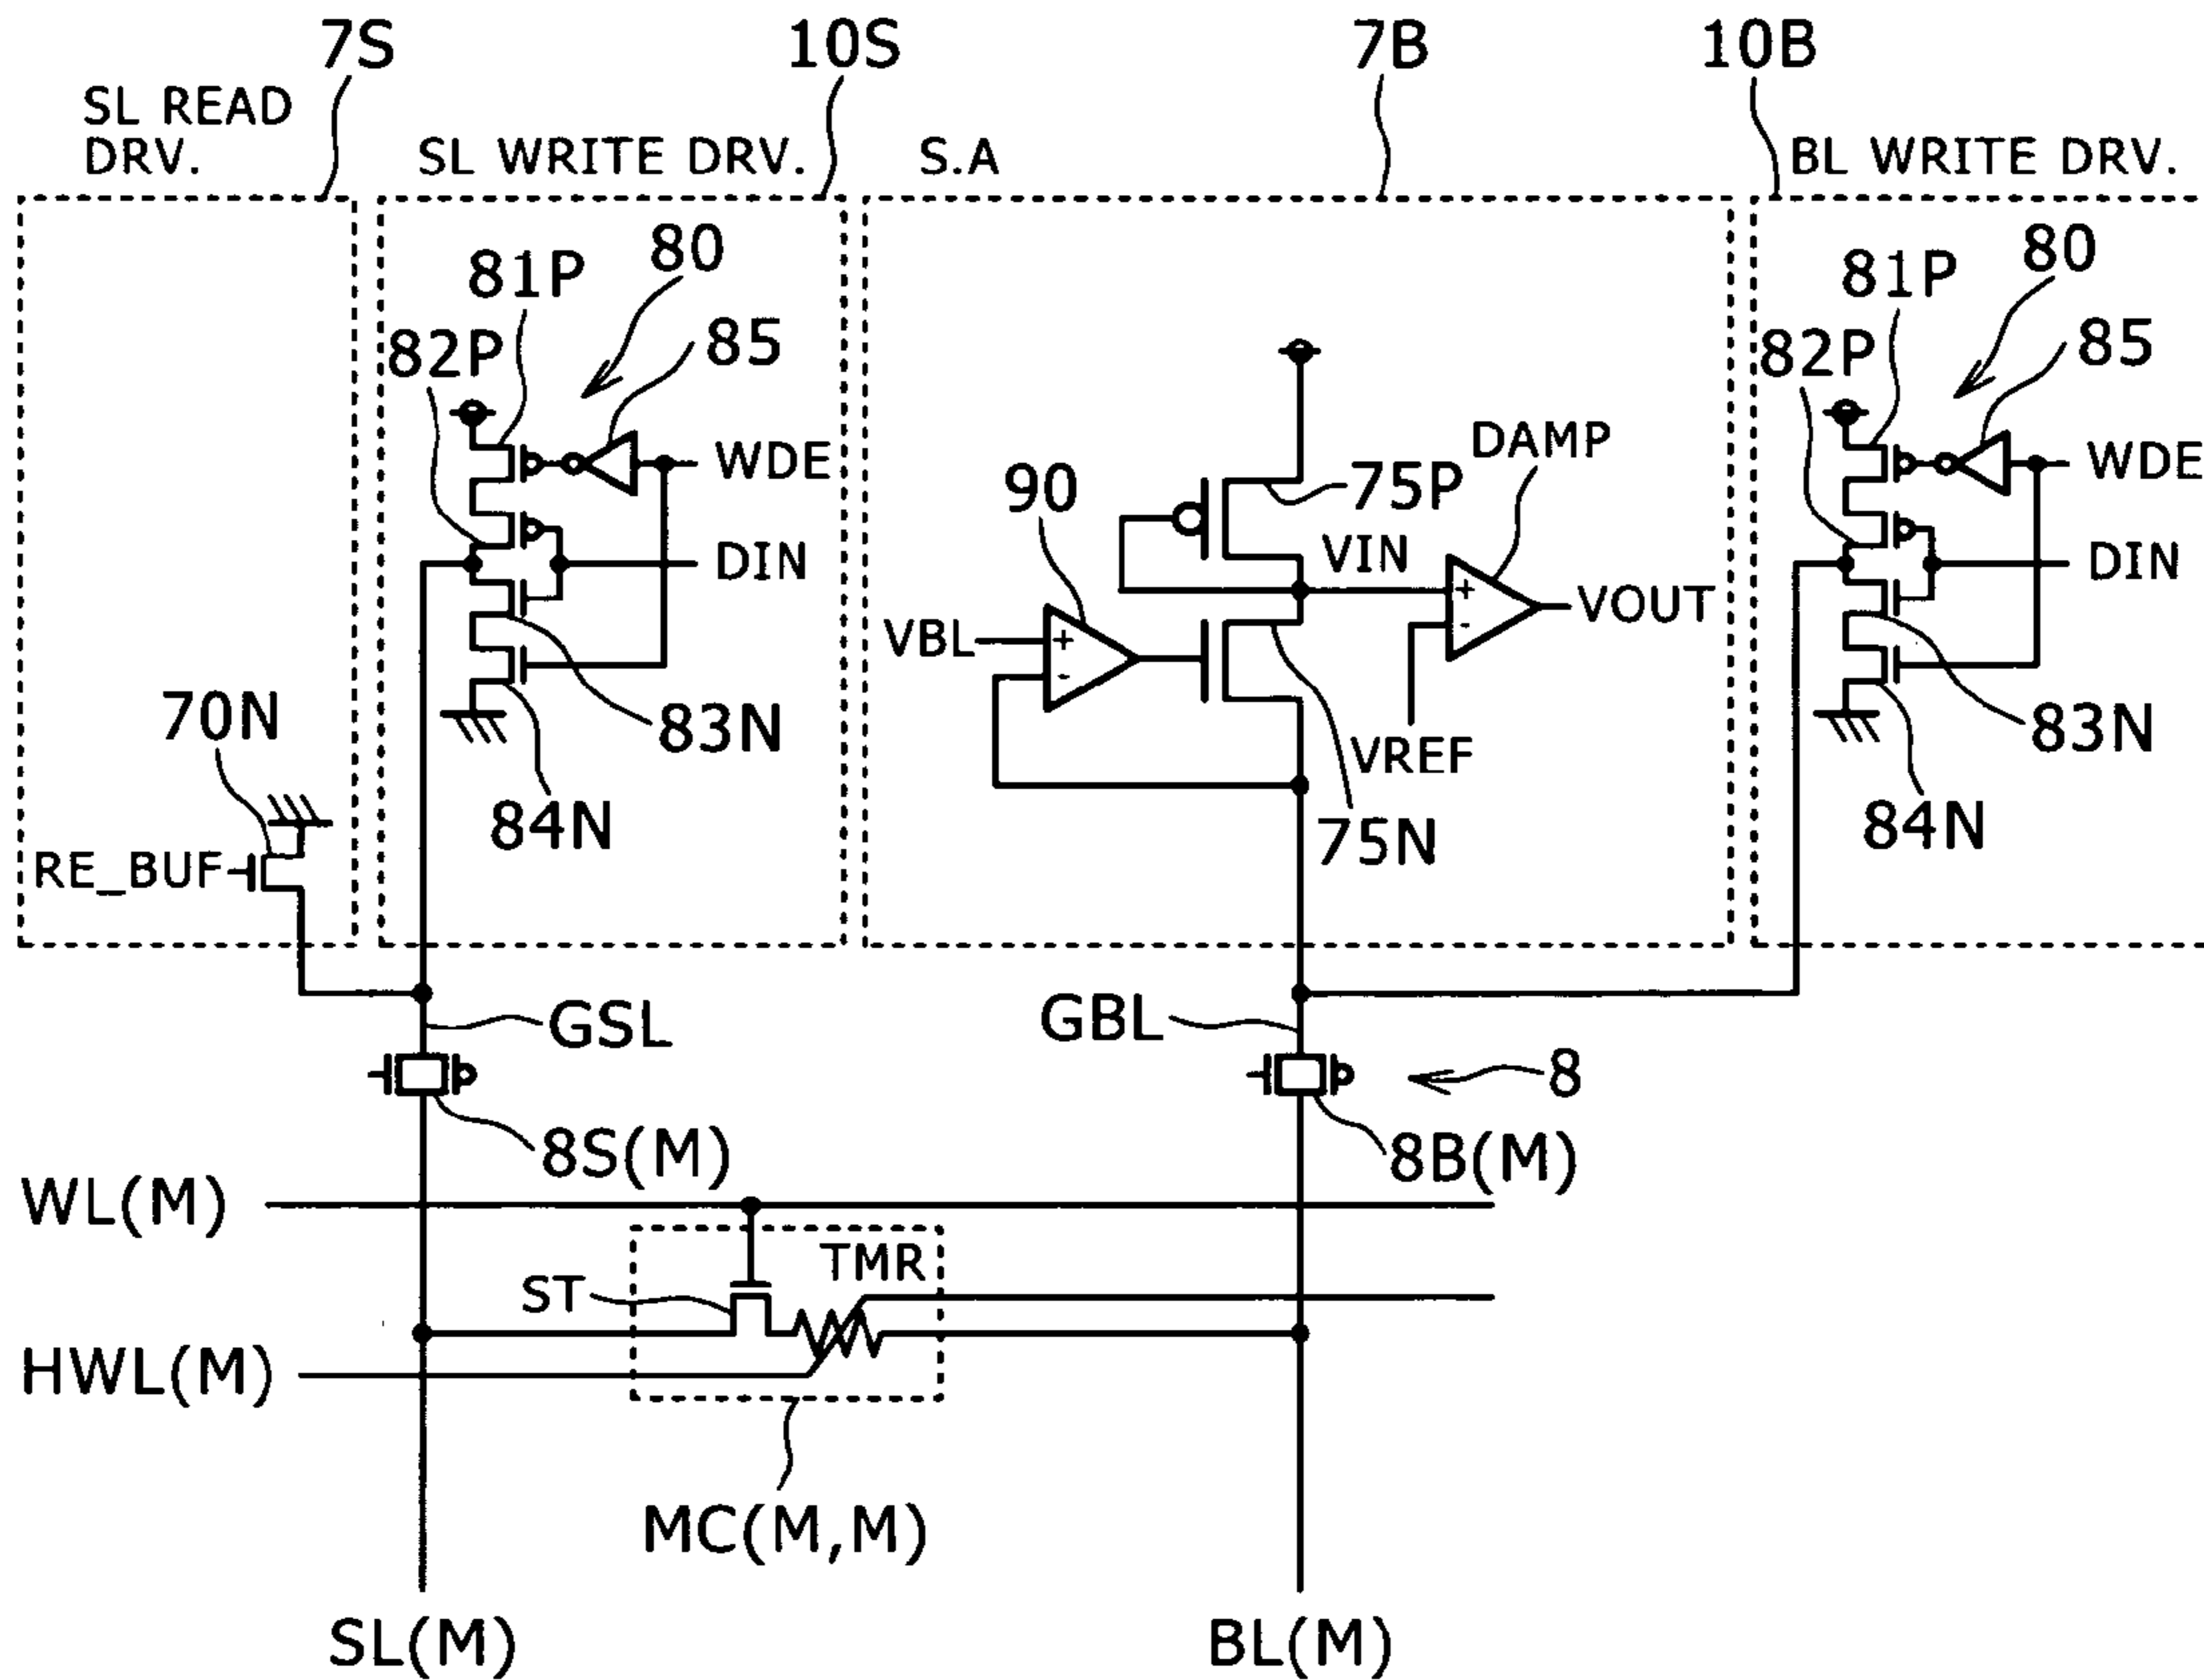 7S
10S
7B
10B
SL READ
DRV.
SL WRITE DRV.
S.A
BL WRITE DRV.
81P
80
82P
85
WDE
DIN
83N
84N
70N
RE_BUF
90
VBL
+
-
75P
VIN
DAMP
+
-
VOUT
VREF
75N
81P
80
82P
85
WDE
DIN
83N
84N
GSL
GBL
8
8S(M)
8B(M)
WL(M)
TMR
ST
HWL(M)
MC(M,M)
SL(M)
BL(M)